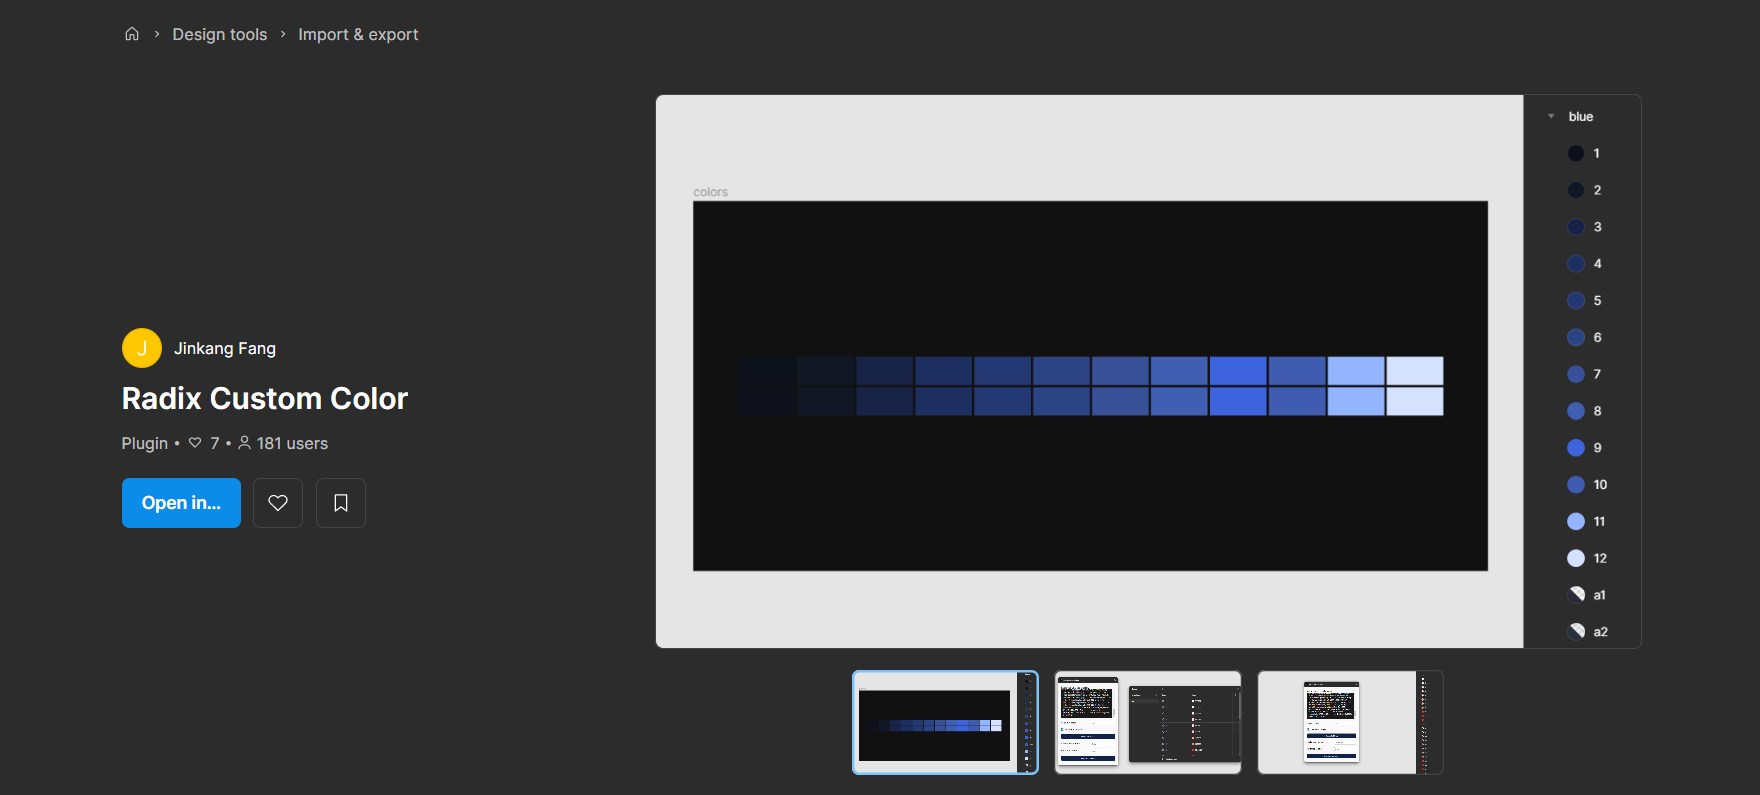 Design tools › Import & export
colors
blue
1
2
3
4
5
6
7
8
9
10
11
12
a1
a2
J
Jinkang Fang
Radix Custom Color
Plugin • 7 • 181 users
Open in...